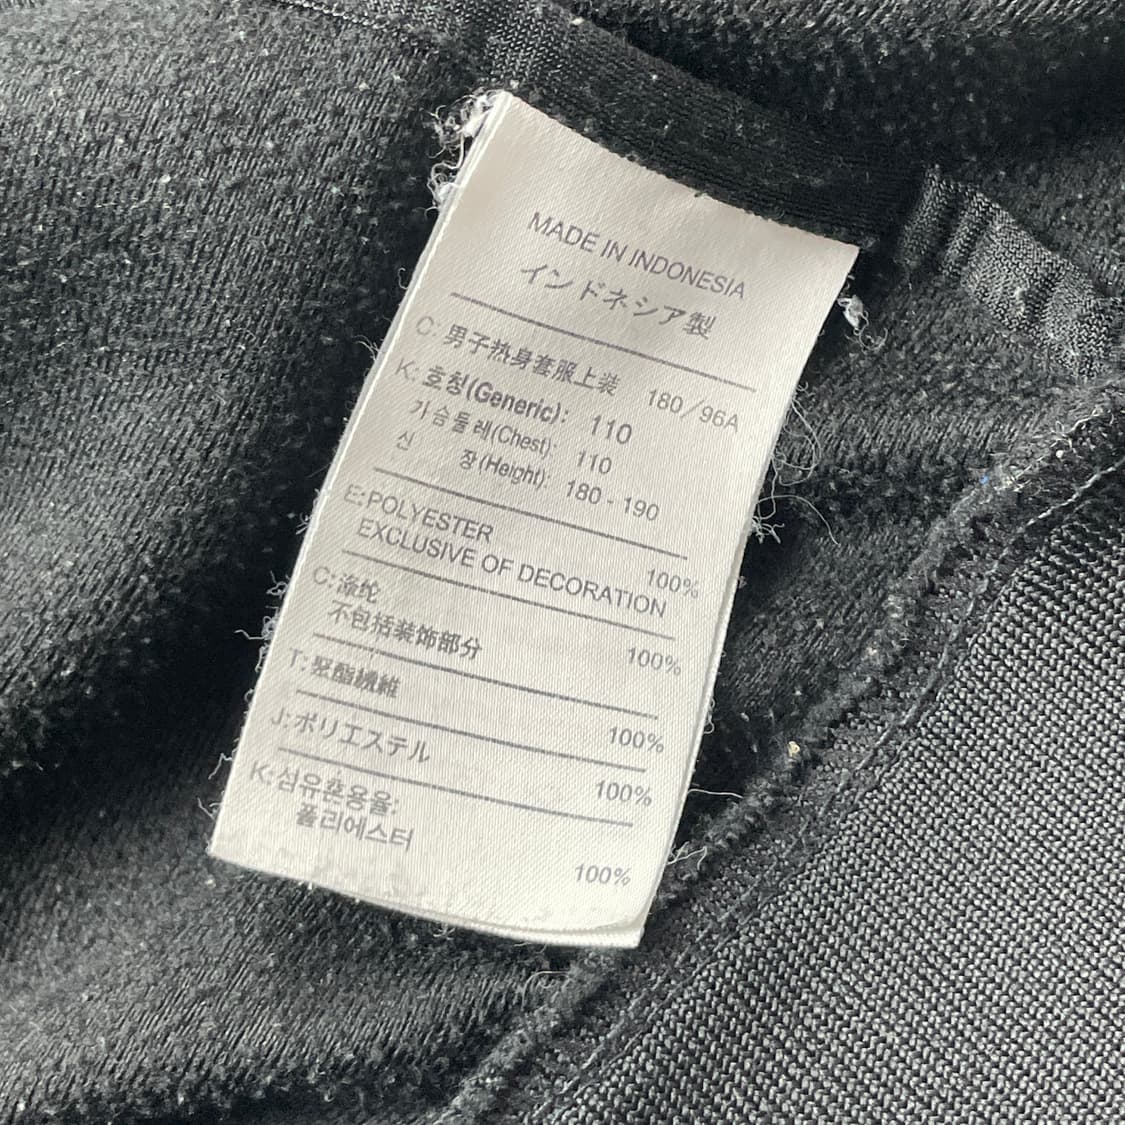 MADE IN INDONESIA
インドネシア製
C: 男子热身套服上装 180/96A
K: 호칭(Generic): 110
가슴둘레(Chest): 110
신 장(Height): 180 - 190
E: POLYESTER 100%
EXCLUSIVE OF DECORATION
C: 涤纶 100%
不包括装饰部分
T: 聚酯纖維 100%
J: ポリエステル 100%
K: 섬유혼용율:
폴리에스터 100%